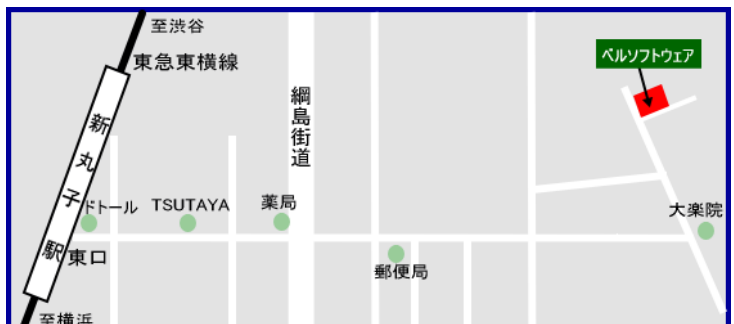 至渋谷
東急東横線
ベルソフトウェア
綱島街道
新丸子駅
ドトール
TSUTAYA
薬局
大楽院
東口
郵便局
至横浜